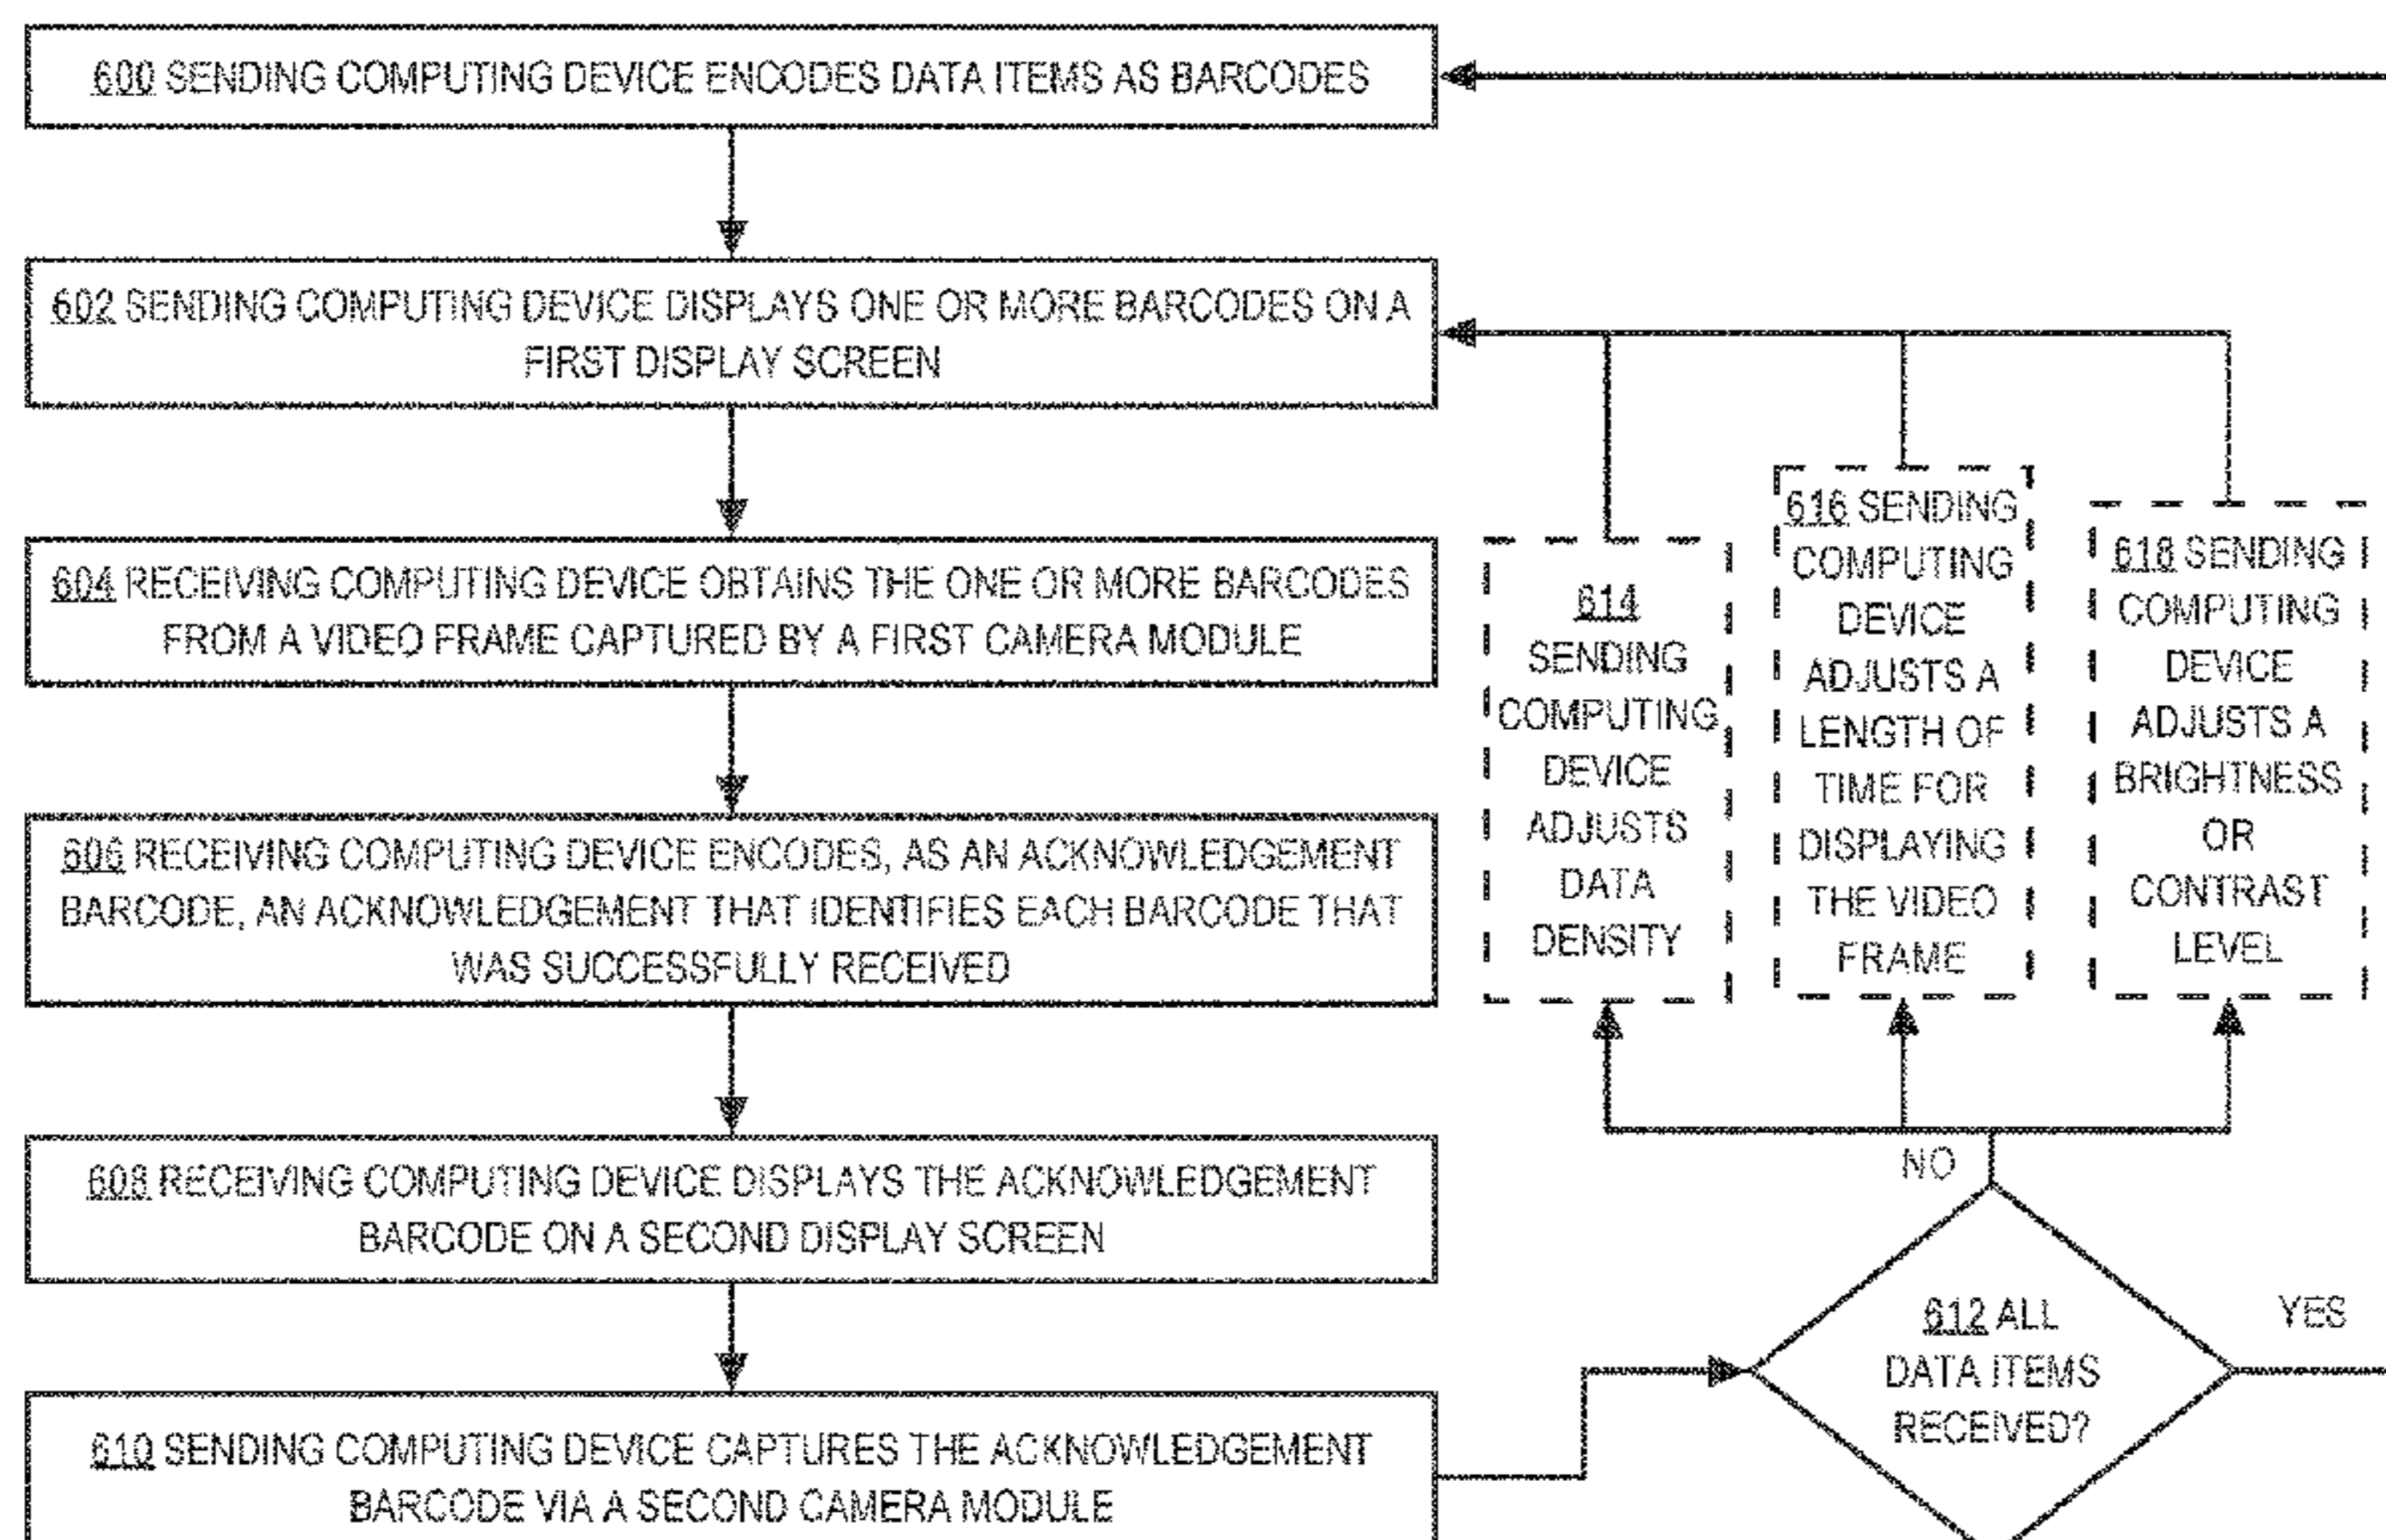 600 SENDING COMPUTING DEVICE ENCODES DATA ITEMS AS BARCODES
602 SENDING COMPUTING DEVICE DISPLAYS ONE OR MORE BARCODES ON A
FIRST DISPLAY SCREEN
604 RECEIVING COMPUTING DEVICE OBTAINS THE ONE OR MORE BARCODES
FROM A VIDEO FRAME CAPTURED BY A FIRST CAMERA MODULE
606 RECEIVING COMPUTING DEVICE ENCODES, AS AN ACKNOWLEDGEMENT
BARCODE, AN ACKNOWLEDGEMENT THAT IDENTIFIES EACH BARCODE THAT
WAS SUCCESSFULLY RECEIVED
608 RECEIVING COMPUTING DEVICE DISPLAYS THE ACKNOWLEDGEMENT
BARCODE ON A SECOND DISPLAY SCREEN
610 SENDING COMPUTING DEVICE CAPTURES THE ACKNOWLEDGEMENT
BARCODE VIA A SECOND CAMERA MODULE
612 ALL
DATA ITEMS
RECEIVED?
YES
NO
614
SENDING
COMPUTING
DEVICE
ADJUSTS
DATA
DENSITY
616 SENDING
COMPUTING
DEVICE
ADJUSTS A
LENGTH OF
TIME FOR
DISPLAYING
THE VIDEO
FRAME
618 SENDING
COMPUTING
DEVICE
ADJUSTS A
BRIGHTNESS
OR
CONTRAST
LEVEL